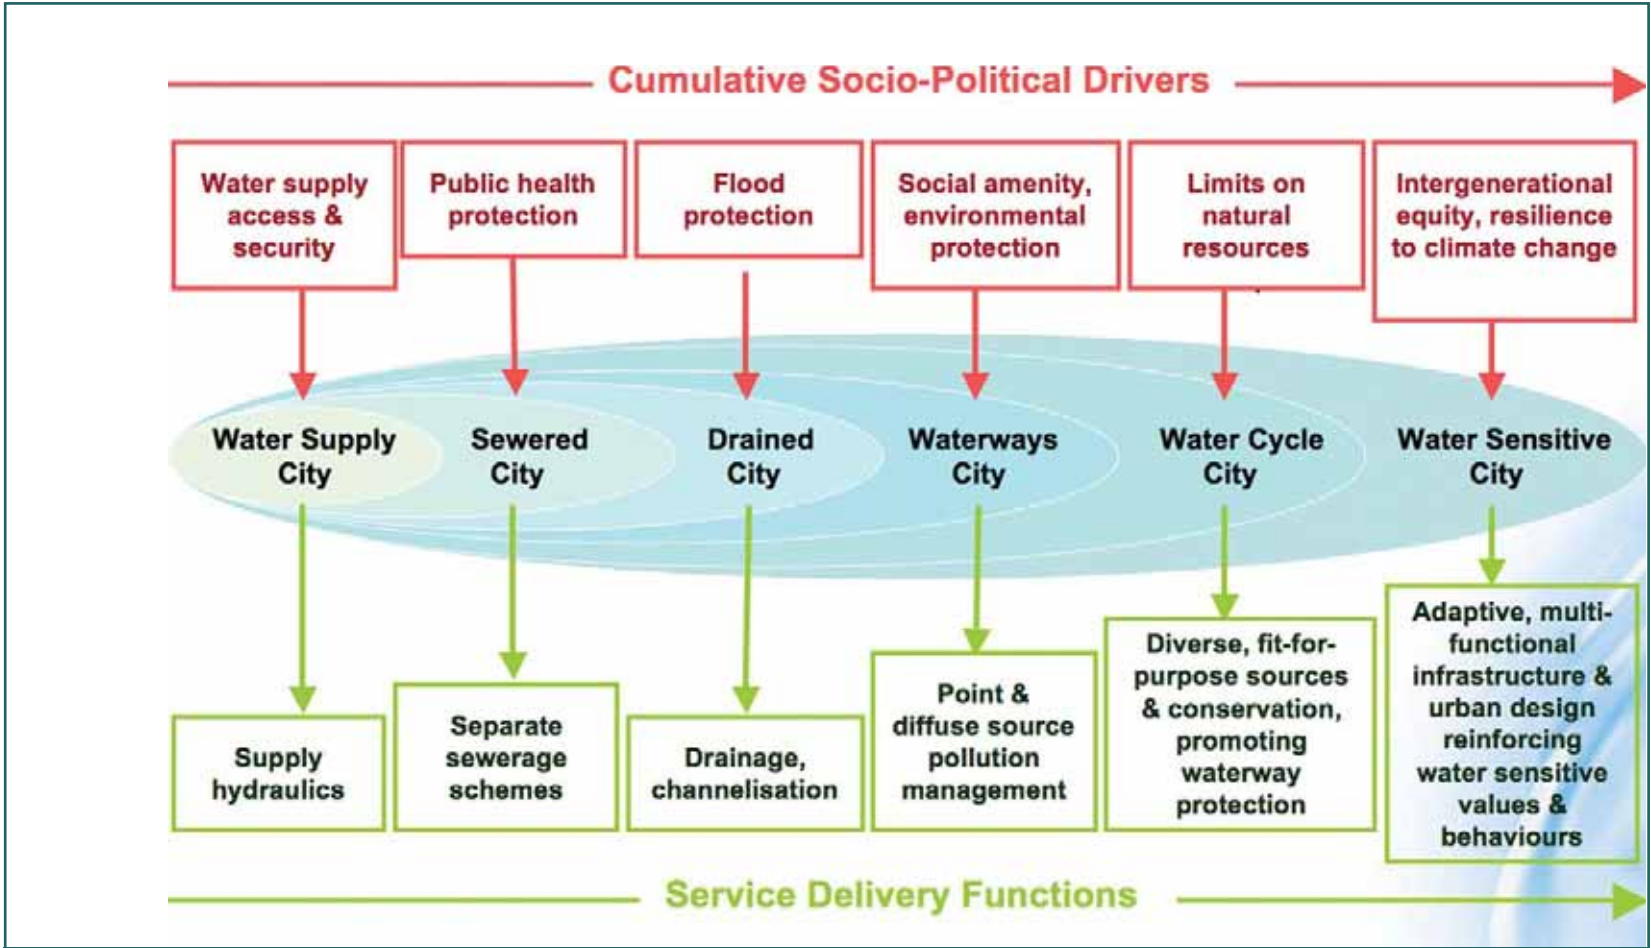 Cumulative Socio-Political Drivers
Water supply
access &
security
Public health
protection
Flood
protection
Social amenity,
environmental
protection
Limits on
natural
resources
Intergenerational
equity, resilience
to climate change
Water Supply
City
Sewered
City
Drained
City
Waterways
City
Water Cycle
City
Water Sensitive
City
Supply
hydraulics
Separate
sewerage
schemes
Drainage,
channelisation
Point &
diffuse source
pollution
management
Diverse, fit-for-
purpose sources
& conservation,
promoting
waterway
protection
Adaptive, multi-
functional
infrastructure &
urban design
reinforcing
water sensitive
values &
behaviours
Service Delivery Functions